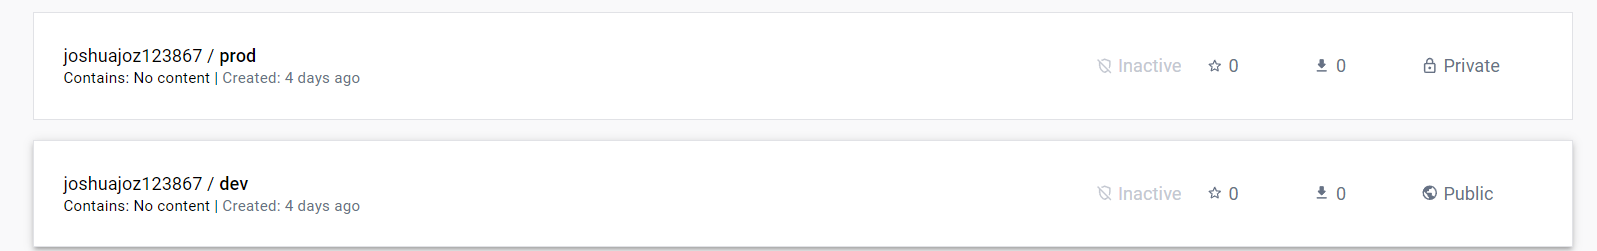 joshuajoz123867 / prod
Contains: No content | Created: 4 days ago
Inactive
0
0
Private
joshuajoz123867 / dev
Contains: No content | Created: 4 days ago
Inactive
0
0
Public